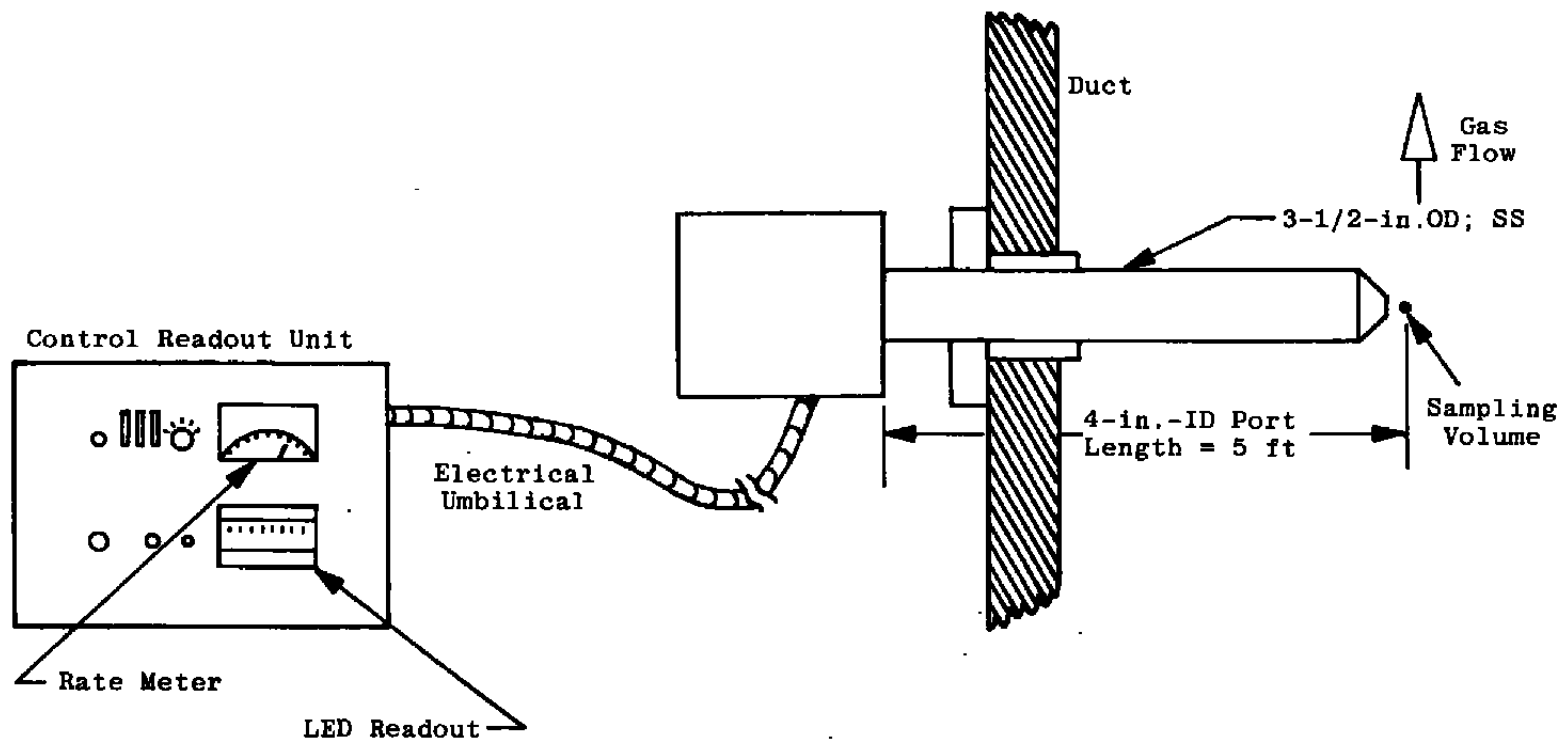 Duct
Gas
Flow
3-1/2-in.OD; SS
Control Readout Unit
4-in.-ID Port
Length = 5 ft
Sampling
Volume
Electrical
Umbilical
Rate Meter
LED Readout